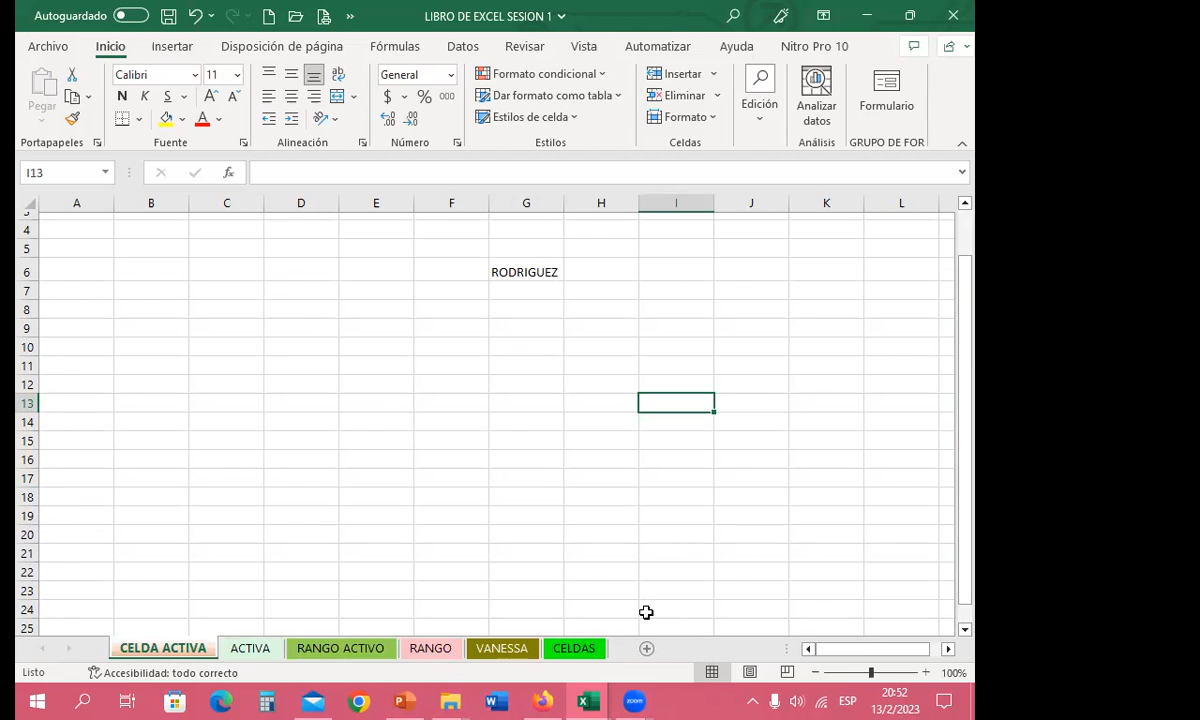 Autoguardado
LIBRO DE EXCEL SESION 1
Archivo Inicio Insertar Disposición de página Fórmulas Datos Revisar Vista Automatizar Ayuda Nitro Pro 10
Pegar
Portapapeles
Calibri 11
N K S A A
A
Fuente
Alineación
General
$ % 000
Número
Formato condicional
Dar formato como tabla
Estilos de celda
Estilos
Insertar
Eliminar
Formato
Celdas
Edición
Analizar datos
Análisis
Formulario
GRUPO DE FOR
I13
fx
A B C D E F G H I J K L
4
5
6 RODRIGUEZ
7
8
9
10
11
12
13
14
15
16
17
18
19
20
21
22
23
24
25
CELDA ACTIVA ACTIVA RANGO ACTIVO RANGO VANESSA CELDAS
Listo Accesibilidad: todo correcto 100%
zoom ESP 20:52
13/2/2023